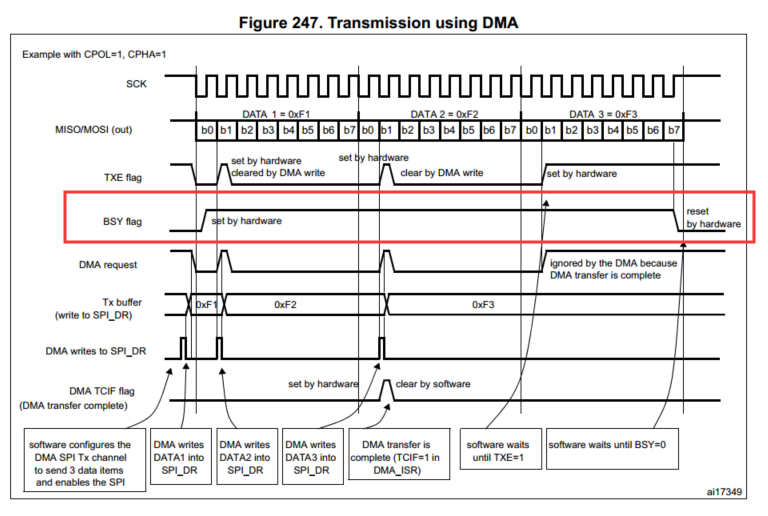 Figure 247. Transmission using DMA
Example with CPOL=1, CPHA=1
SCK
DATA 1 = 0xF1
DATA 2 = 0xF2
DATA 3 = 0xF3
MISO/MOSI (out)
b0 b1 b2 b3 b4 b5 b6 b7 b0 b1 b2 b3 b4 b5 b6 b7 b0 b1 b2 b3 b4 b5 b6 b7
TXE flag
set by hardware
cleared by DMA write
set by hardware
clear by DMA write
set by hardware
BSY flag
set by hardware
reset
by hardware
DMA request
ignored by the DMA because
DMA transfer is complete
Tx buffer
(write to SPI_DR)
0xF1
0xF2
0xF3
DMA writes to SPI_DR
DMA TCIF flag
(DMA transfer complete)
set by hardware
clear by software
software configures the
DMA SPI Tx channel
to send 3 data items
and enables the SPI
DMA writes
DATA1 into
SPI_DR
DMA writes
DATA2 into
SPI_DR
DMA writes
DATA3 into
SPI_DR
DMA transfer is
complete (TCIF=1 in
DMA_ISR)
software waits
until TXE=1
software waits until BSY=0
ai17349